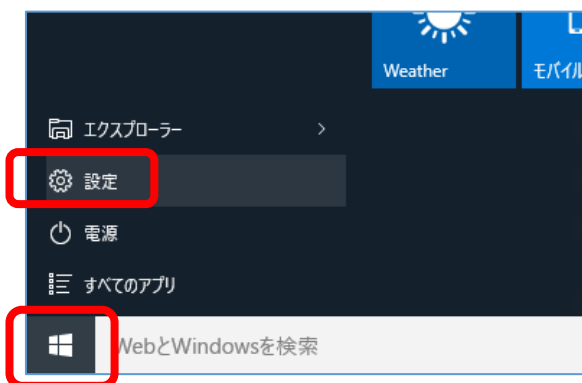 Weather
モバイル
エクスプローラー
設定
電源
すべてのアプリ
WebとWindowsを検索